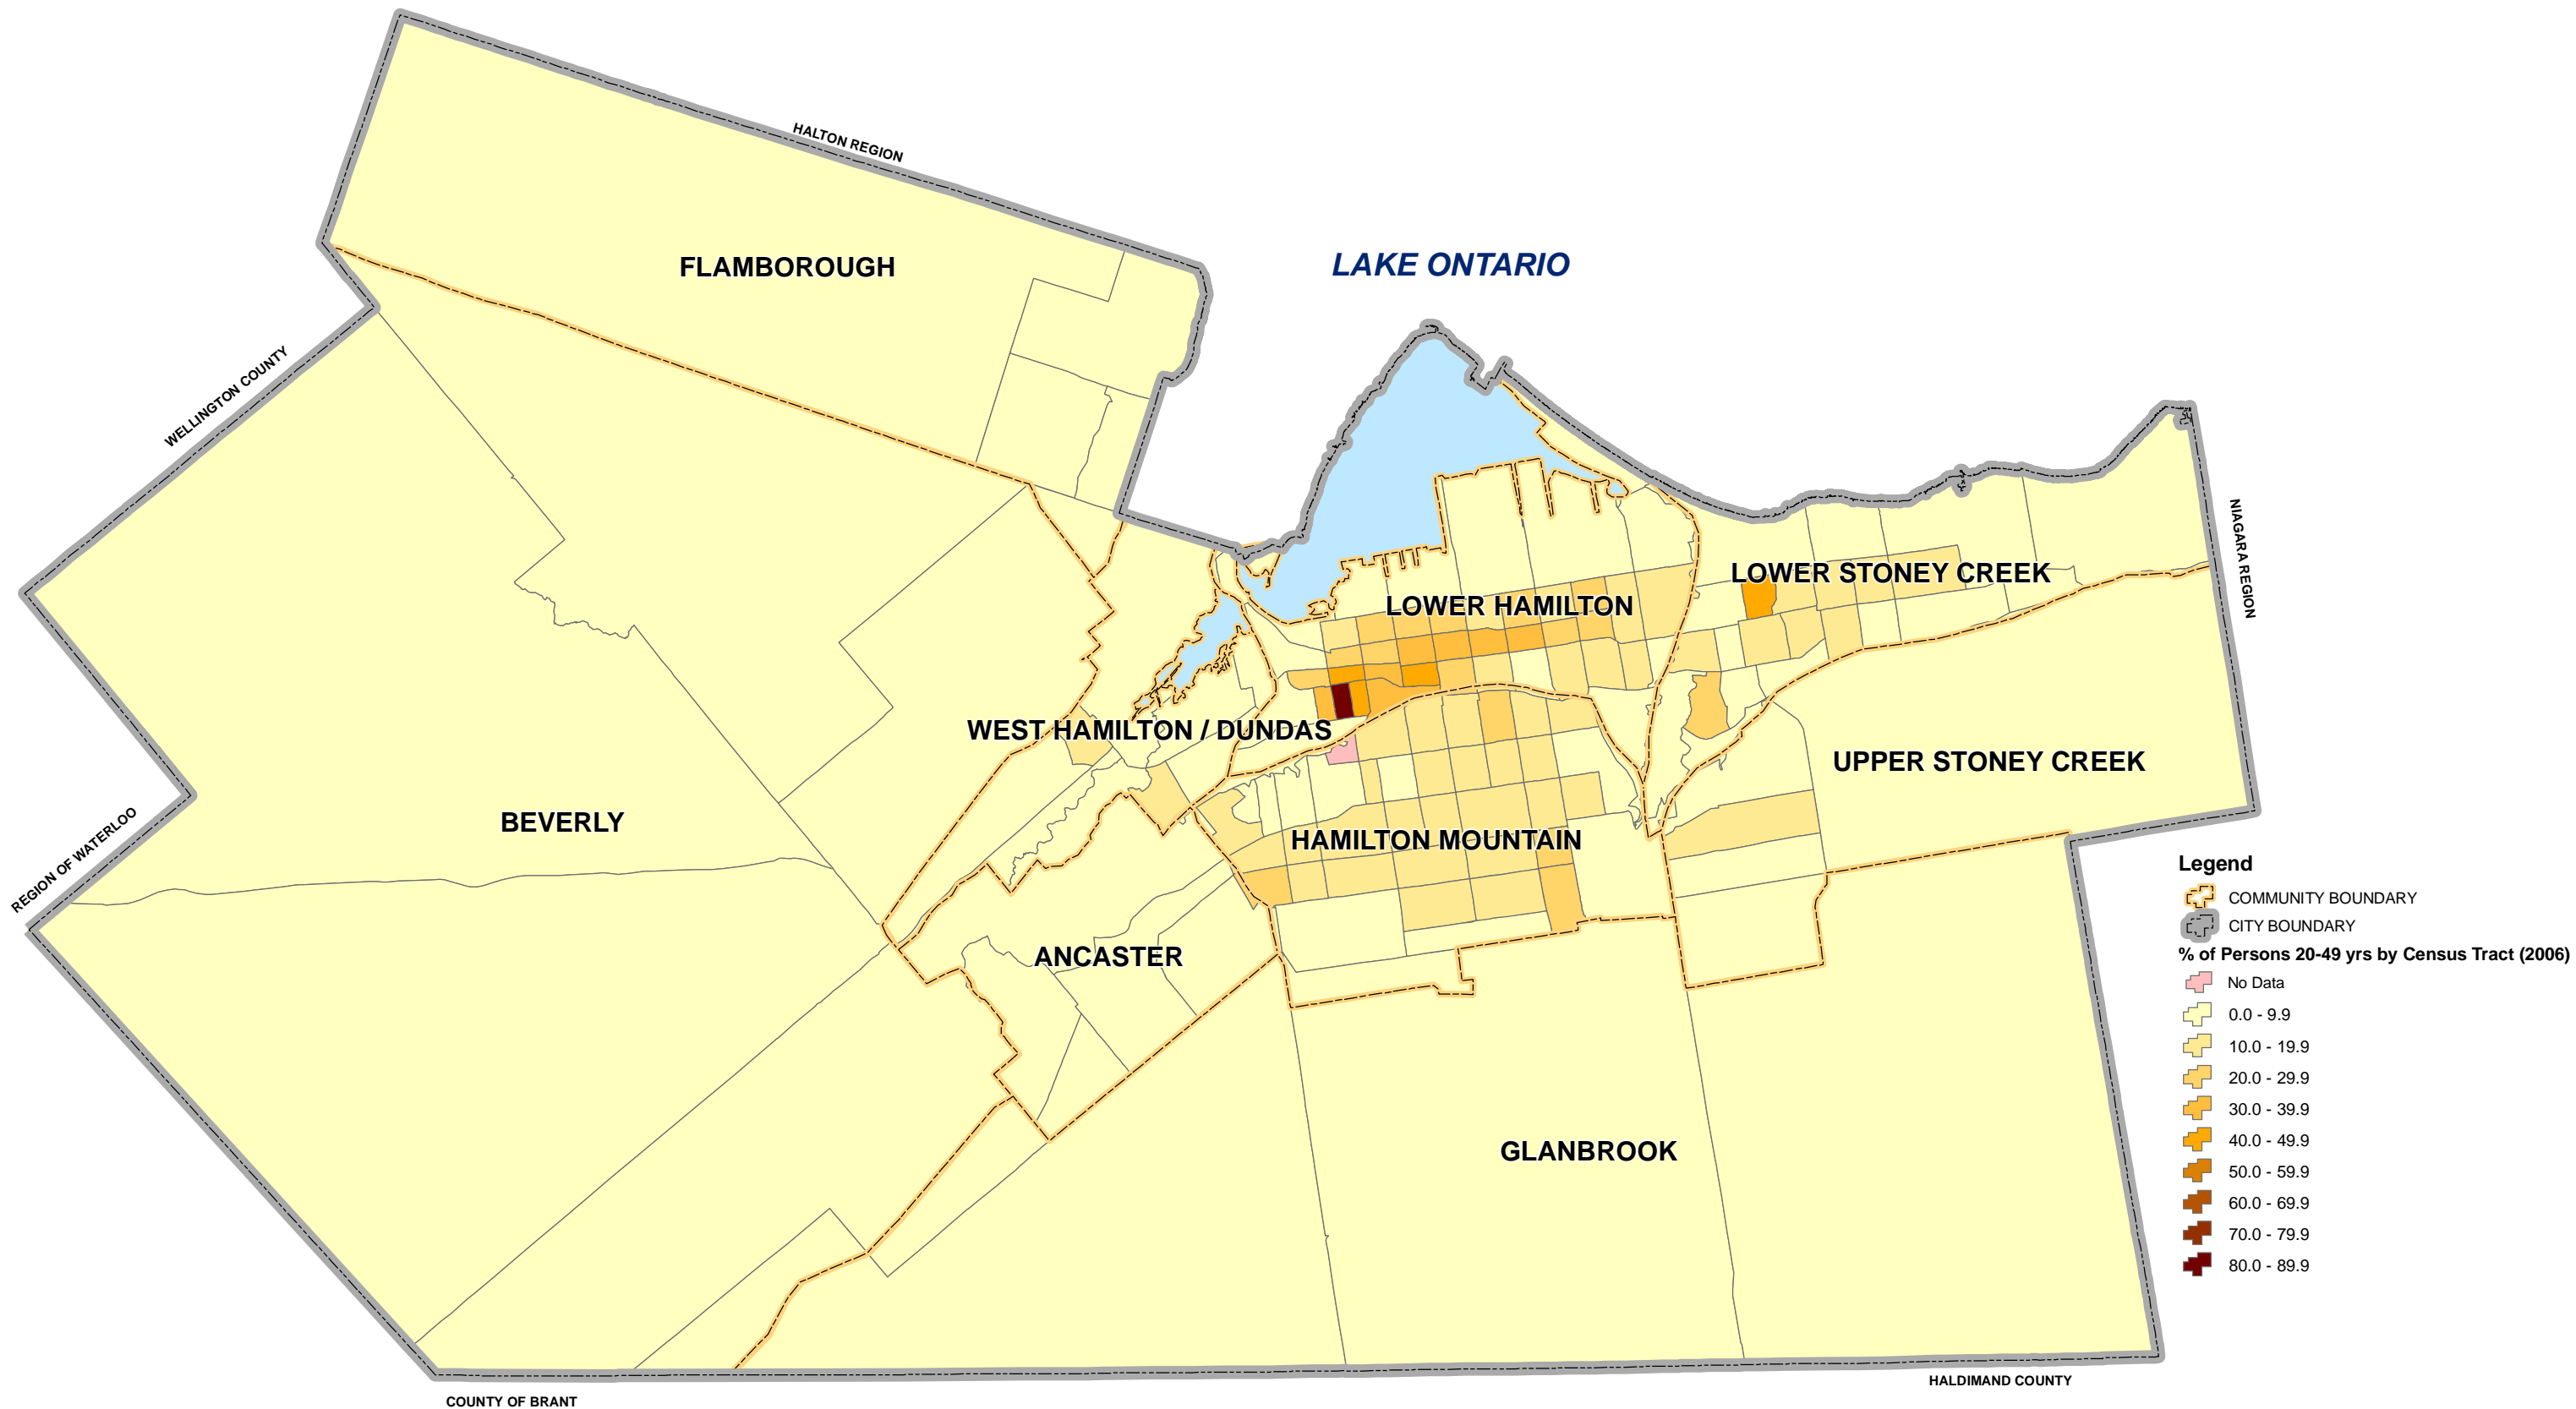 HALTON REGION
FLAMBOROUGH
LAKE ONTARIO
WELLINGTON COUNTY
NIAGARA REGION
LOWER STONEY CREEK
LOWER HAMILTON
WEST HAMILTON / DUNDAS
UPPER STONEY CREEK
BEVERLY
REGION OF WATERLOO
HAMILTON MOUNTAIN
ANCASTER
GLANBROOK
Legend
COMMUNITY BOUNDARY
CITY BOUNDARY
% of Persons 20-49 yrs by Census Tract (2006)
No Data
0.0 - 9.9
10.0 - 19.9
20.0 - 29.9
30.0 - 39.9
40.0 - 49.9
50.0 - 59.9
60.0 - 69.9
70.0 - 79.9
80.0 - 89.9
HALDIMAND COUNTY
COUNTY OF BRANT